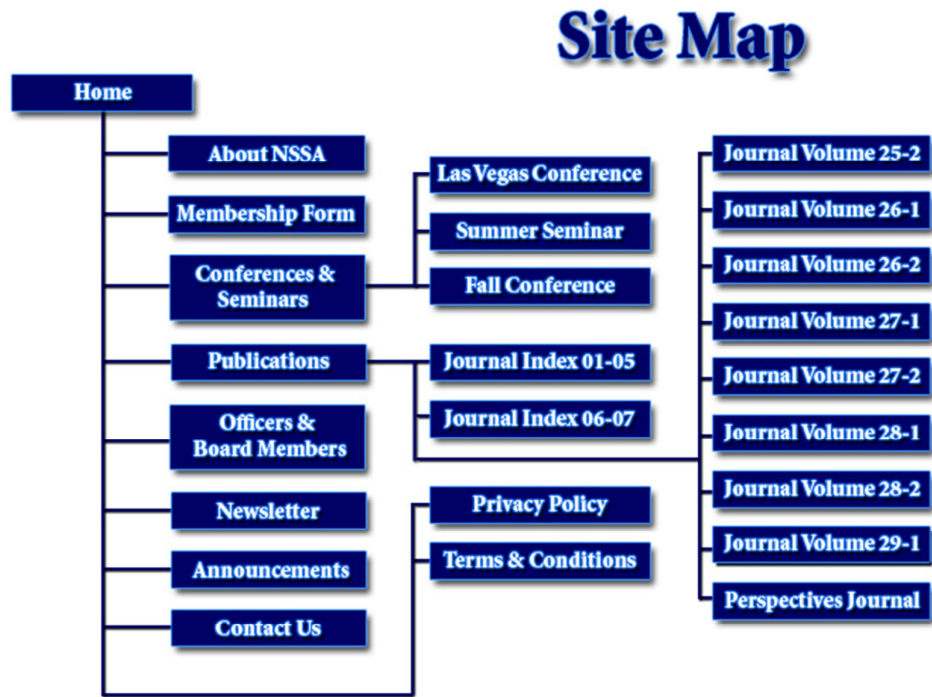 Site Map
Home
About NSSA
Membership Form
Conferences &
Seminars
Publications
Officers &
Board Members
Newsletter
Announcements
Contact Us
Las Vegas Conference
Summer Seminar
Fall Conference
Journal Index 01-05
Journal Index 06-07
Privacy Policy
Terms & Conditions
Journal Volume 25-2
Journal Volume 26-1
Journal Volume 26-2
Journal Volume 27-1
Journal Volume 27-2
Journal Volume 28-1
Journal Volume 28-2
Journal Volume 29-1
Perspectives Journal